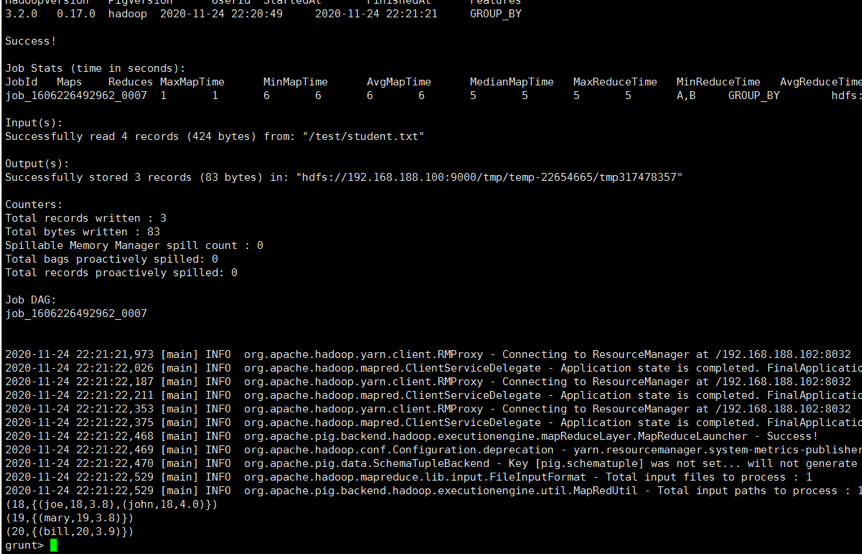 HadoopVersion PigVersion UserId StartedAt FinishedAt Features
3.2.0 0.17.0 hadoop 2020-11-24 22:20:49 2020-11-24 22:21:21 GROUP_BY
Success!
Job Stats (time in seconds):
JobId Maps Reduces MaxMapTime MinMapTime AvgMapTime MedianMapTime MaxReduceTime MinReduceTime AvgReduceTime
job_1606226492962_0007 1 1 6 6 6 6 5 5 5 5 A,B GROUP_BY hdfs:
Input(s):
Successfully read 4 records (424 bytes) from: "/test/student.txt"
Output(s):
Successfully stored 3 records (83 bytes) in: "hdfs://192.168.188.100:9000/tmp/temp-22654665/tmp317478357"
Counters:
Total records written : 3
Total bytes written : 83
Spillable Memory Manager spill count : 0
Total bags proactively spilled: 0
Total records proactively spilled: 0
Job DAG:
job_1606226492962_0007
2020-11-24 22:21:21,973 [main] INFO org.apache.hadoop.yarn.client.RMProxy - Connecting to ResourceManager at /192.168.188.102:8032
2020-11-24 22:21:22,026 [main] INFO org.apache.hadoop.mapred.ClientServiceDelegate - Application state is completed. FinalApplicatio
2020-11-24 22:21:22,187 [main] INFO org.apache.hadoop.yarn.client.RMProxy - Connecting to ResourceManager at /192.168.188.102:8032
2020-11-24 22:21:22,211 [main] INFO org.apache.hadoop.mapred.ClientServiceDelegate - Application state is completed. FinalApplicatio
2020-11-24 22:21:22,353 [main] INFO org.apache.hadoop.yarn.client.RMProxy - Connecting to ResourceManager at /192.168.188.102:8032
2020-11-24 22:21:22,375 [main] INFO org.apache.hadoop.mapred.ClientServiceDelegate - Application state is completed. FinalApplicatio
2020-11-24 22:21:22,468 [main] INFO org.apache.pig.backend.hadoop.executionengine.mapReduceLayer.MapReduceLauncher - Success!
2020-11-24 22:21:22,469 [main] INFO org.apache.hadoop.conf.Configuration.deprecation - yarn.resourcemanager.system-metrics-publisher
2020-11-24 22:21:22,470 [main] INFO org.apache.pig.data.SchemaTupleBackend - Key [pig.schematuple] was not set... will not generate
2020-11-24 22:21:22,529 [main] INFO org.apache.hadoop.mapreduce.lib.input.FileInputFormat - Total input files to process : 1
2020-11-24 22:21:22,529 [main] INFO org.apache.pig.backend.hadoop.executionengine.util.MapRedUtil - Total input paths to process : 1
(18,{(joe,18,3.8),(john,18,4.0)})
(19,{(mary,19,3.8)})
(20,{(bill,20,3.9)})
grunt>